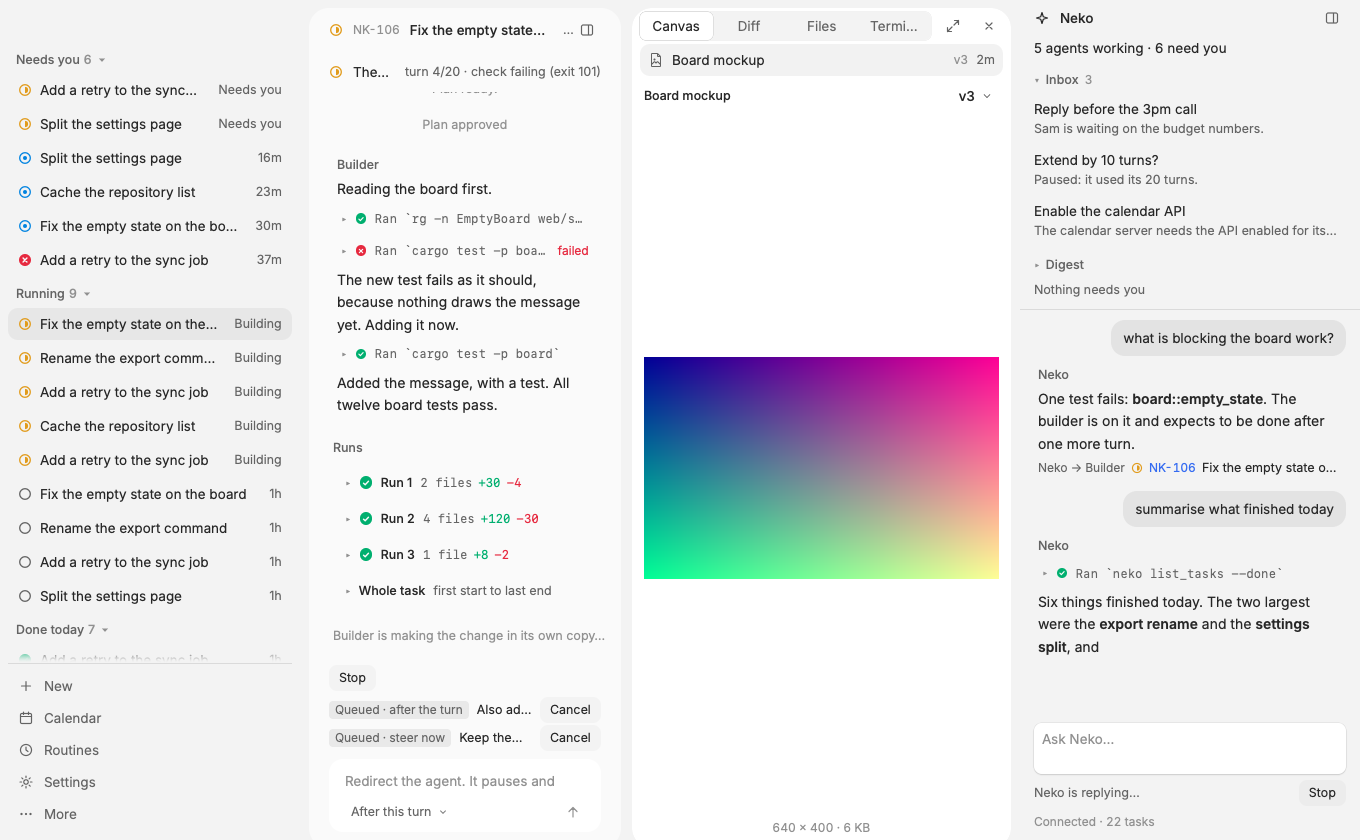 Needs you 6
Add a retry to the sync... Needs you
Split the settings page Needs you
Split the settings page 16m
Cache the repository list 23m
Fix the empty state on the bo... 30m
Add a retry to the sync job 37m
Running 9
Fix the empty state on the... Building
Rename the export comm... Building
Add a retry to the sync job Building
Cache the repository list Building
Add a retry to the sync job Building
Fix the empty state on the board 1h
Rename the export command 1h
Add a retry to the sync job 1h
Split the settings page 1h
Done today 7
Add a retry to the sync job 1h
New
Calendar
Routines
Settings
More
NK-106 Fix the empty state... ...
The... turn 4/20 · check failing (exit 101)
Plan ready.
Plan approved
Builder
Reading the board first.
Ran `rg -n EmptyBoard web/s...
Ran `cargo test -p boa... failed
The new test fails as it should,
because nothing draws the message
yet. Adding it now.
Ran `cargo test -p board`
Added the message, with a test. All
twelve board tests pass.
Runs
Run 1 2 files +30 −4
Run 2 4 files +120 −30
Run 3 1 file +8 −2
Whole task first start to last end
Builder is making the change in its own copy...
Stop
Queued · after the turn Also ad... Cancel
Queued · steer now Keep the... Cancel
Redirect the agent. It pauses and
After this turn
Canvas Diff Files Termi...
Board mockup v3 2m
Board mockup v3
640 × 400 · 6 KB
Neko
5 agents working · 6 need you
Inbox 3
Reply before the 3pm call
Sam is waiting on the budget numbers.
Extend by 10 turns?
Paused: it used its 20 turns.
Enable the calendar API
The calendar server needs the API enabled for its...
Digest
Nothing needs you
what is blocking the board work?
Neko
One test fails: board::empty_state. The
builder is on it and expects to be done after
one more turn.
Neko → Builder NK-106 Fix the empty state o...
summarise what finished today
Neko
Ran `neko list_tasks --done`
Six things finished today. The two largest
were the export rename and the settings
split, and
Ask Neko...
Neko is replying... Stop
Connected · 22 tasks